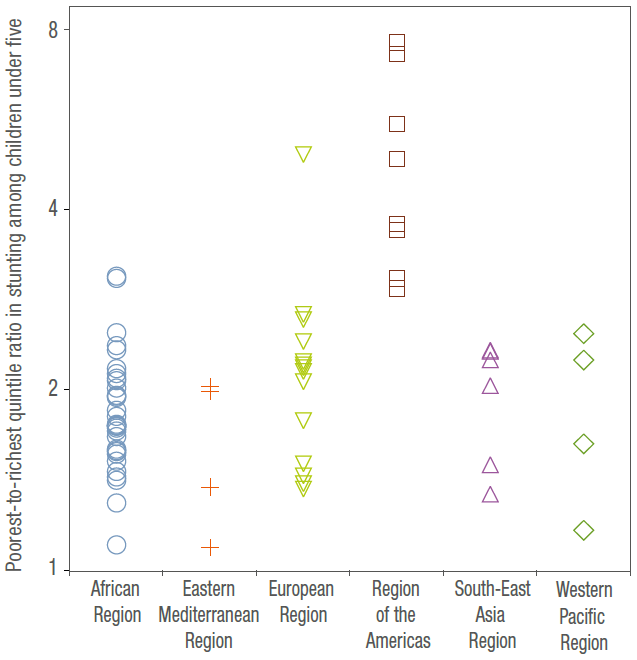 Poorest-to-richest quintile ratio in stunting among children under five
8
4
2
1
African
Region
Eastern
Mediterranean
Region
European
Region
Region
of the
Americas
South-East
Asia
Region
Western
Pacific
Region